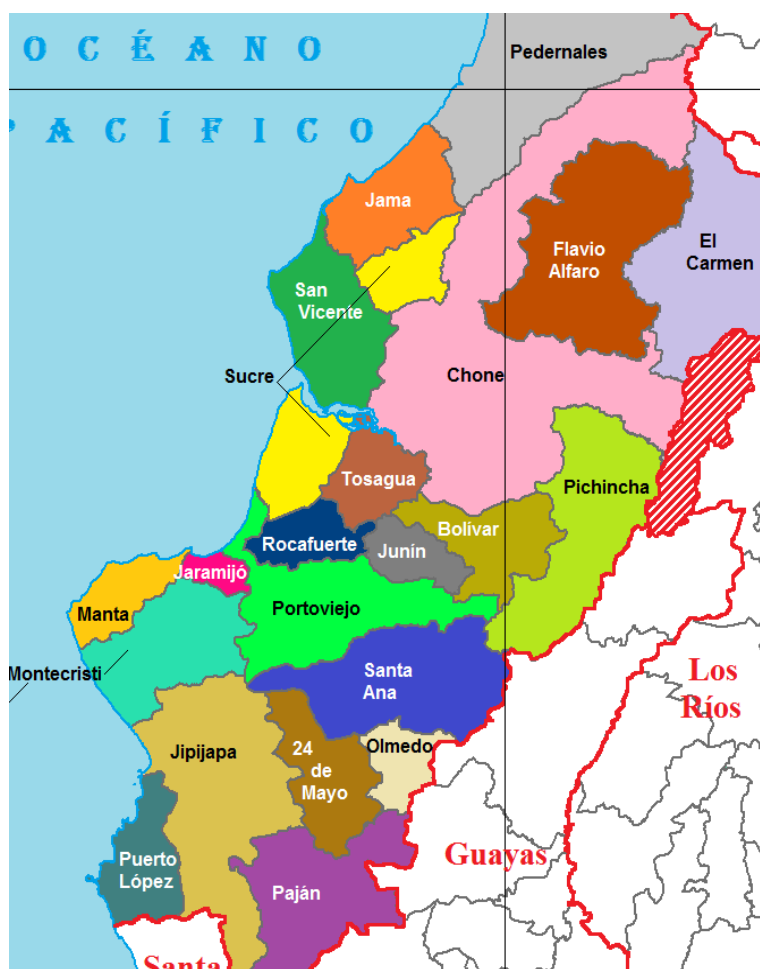 OCÉANO
PACÍFICO
Pedernales
Jama
Flavio
Alfaro
El
Carmen
San
Vicente
Sucre
Chone
Tosagua
Pichincha
Bolívar
Rocafuerte
Junín
Jaramijó
Manta
Portoviejo
Montecristi
Santa
Ana
Los
Ríos
Jipijapa
24
de
Mayo
Olmedo
Guayas
Puerto
López
Paján
Santa